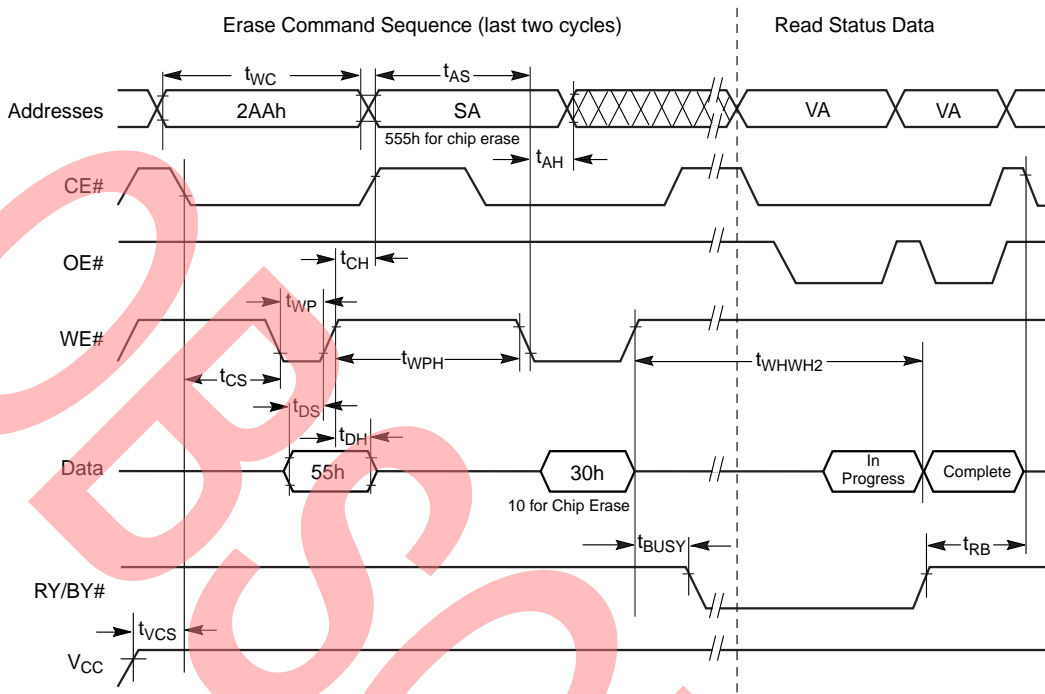 Erase Command Sequence (last two cycles)
Read Status Data
tWC
tAS
Addresses
2AAh
SA
VA
VA
555h for chip erase
tAH
CE#
OE#
tCH
tWP
WE#
tWPH
tWHWH2
tCS
tDS
tDH
Data
55h
30h
In
Progress
Complete
10 for Chip Erase
tBUSY
tRB
RY/BY#
tVCS
VCC